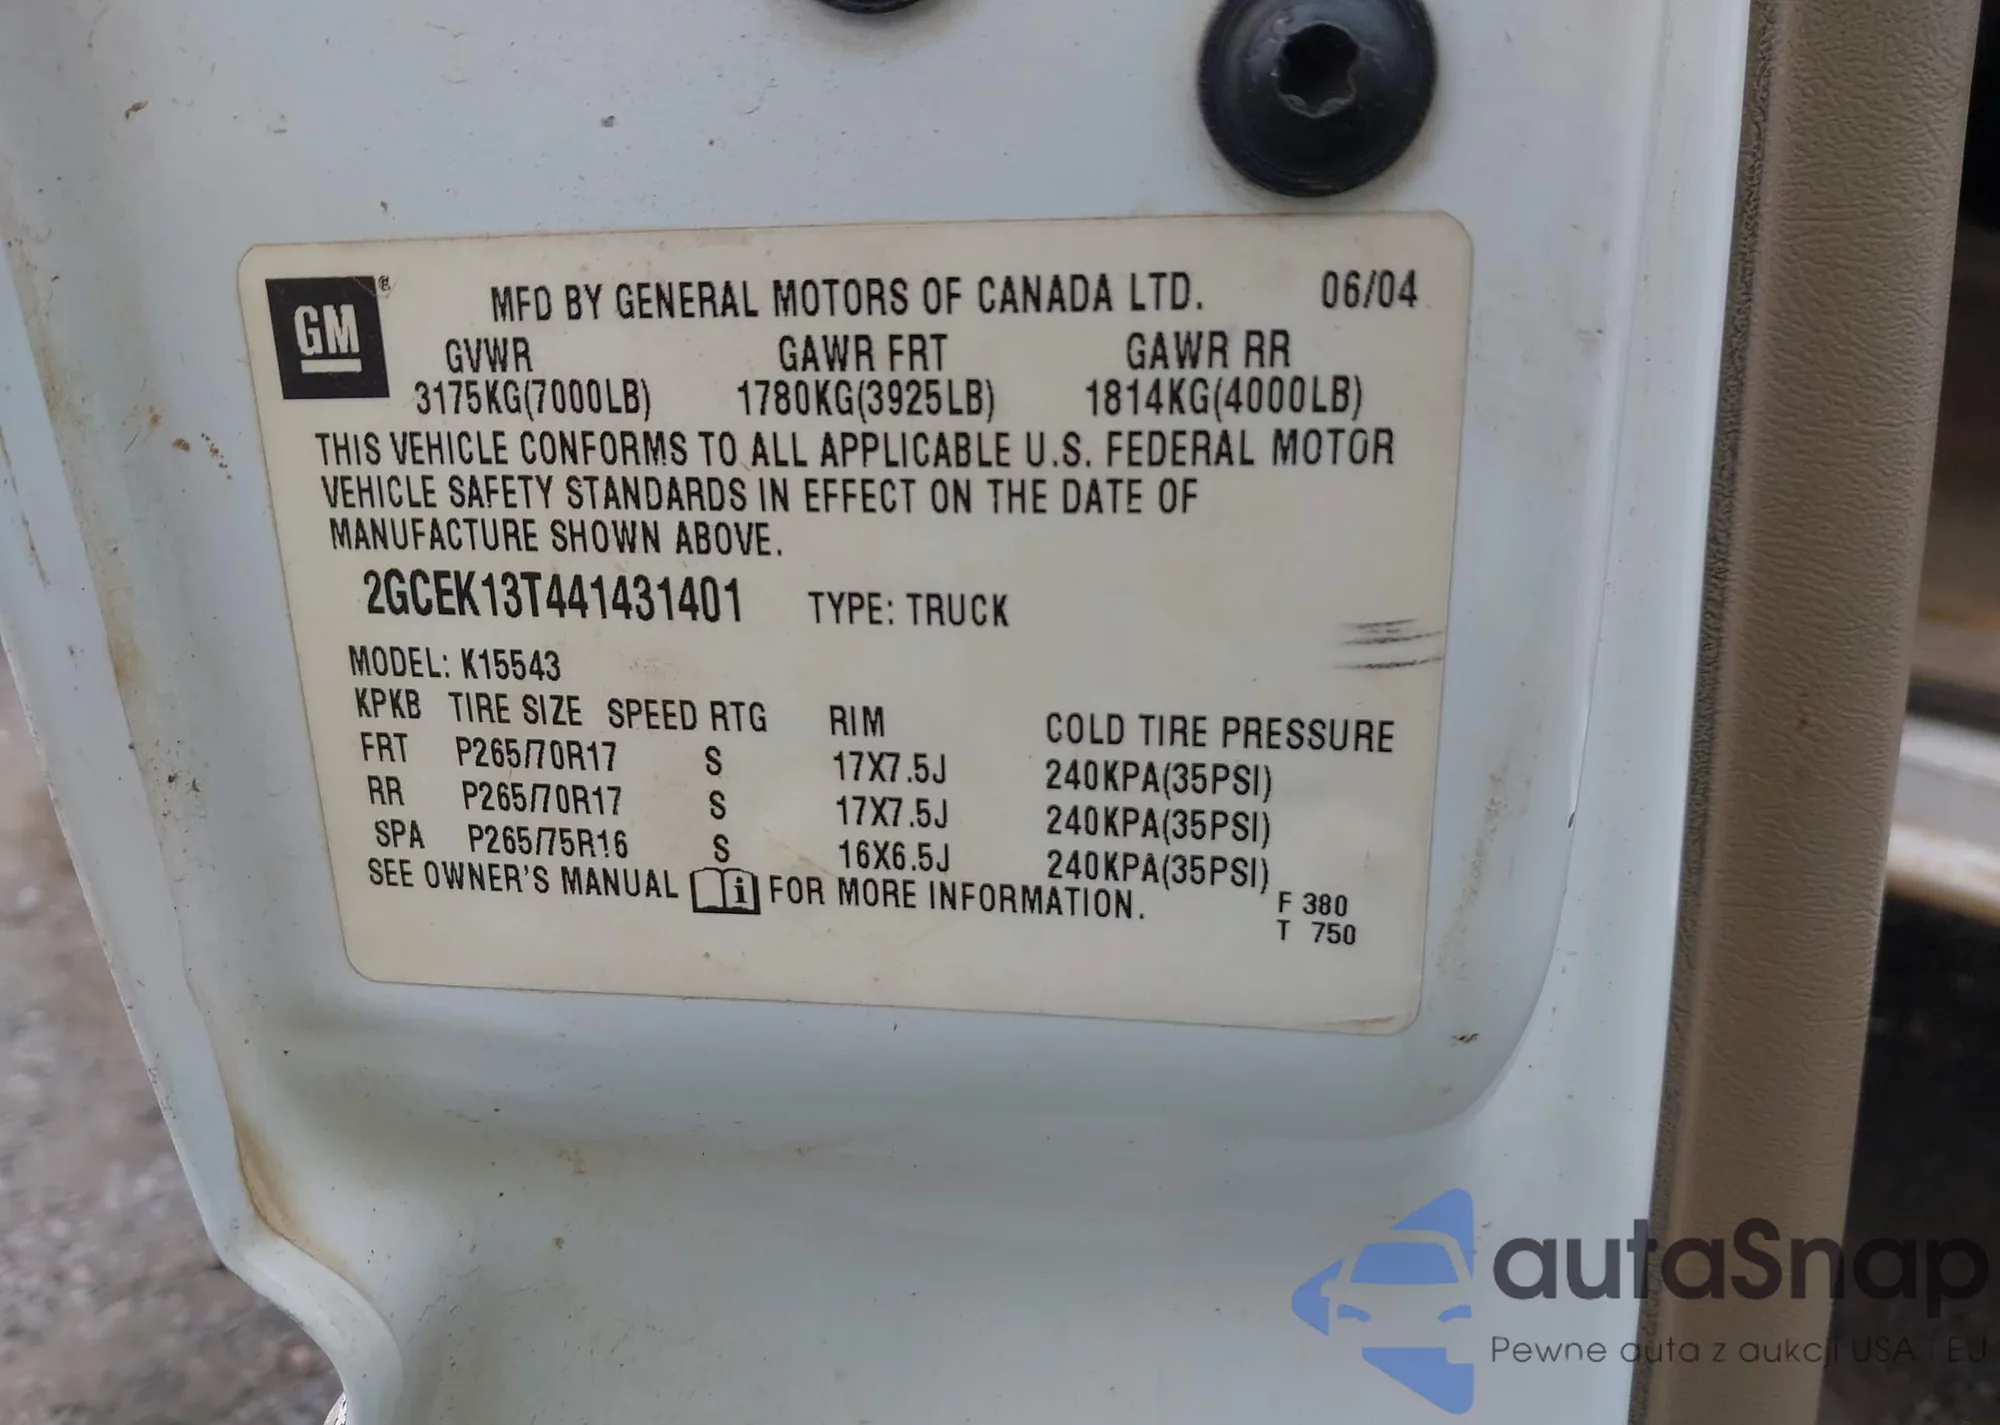 GM®
MFD BY GENERAL MOTORS OF CANADA LTD. 06/04
GVWR GAWR FRT GAWR RR
3175KG(7000LB) 1780KG(3925LB) 1814KG(4000LB)
THIS VEHICLE CONFORMS TO ALL APPLICABLE U.S. FEDERAL MOTOR
VEHICLE SAFETY STANDARDS IN EFFECT ON THE DATE OF
MANUFACTURE SHOWN ABOVE.
2GCEK13T441431401 TYPE: TRUCK
MODEL: K15543
KPKB TIRE SIZE SPEED RTG RIM COLD TIRE PRESSURE
FRT P265/70R17 S 17X7.5J 240KPA(35PSI)
RR P265/70R17 S 17X7.5J 240KPA(35PSI)
SPA P265/75R16 S 16X6.5J 240KPA(35PSI)
SEE OWNER'S MANUAL i FOR MORE INFORMATION.
F 380
T 750
autaSnap
Pewne auta z aukcji USA i EU